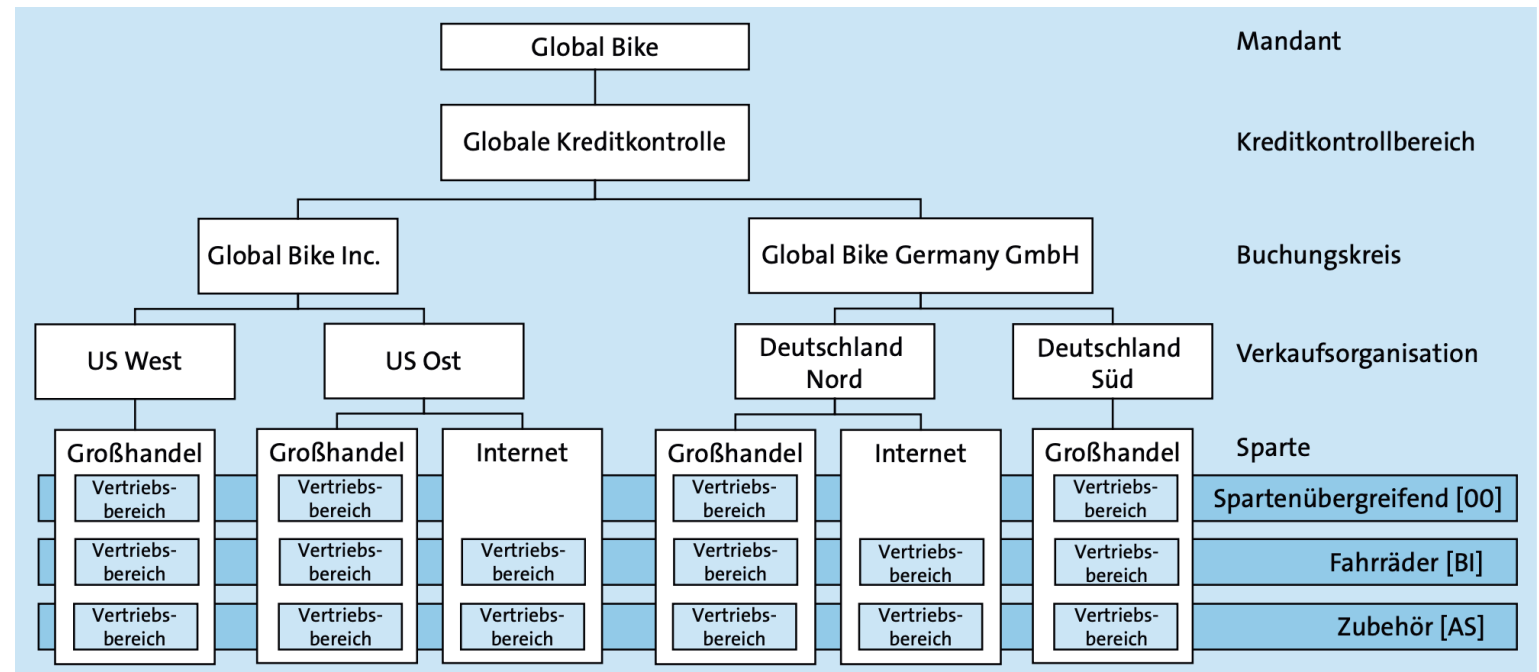 Global Bike
Mandant
Globale Kreditkontrolle
Kreditkontrollbereich
Global Bike Inc.
Global Bike Germany GmbH
Buchungskreis
US West
US Ost
Deutschland
Nord
Deutschland
Süd
Verkaufsorganisation
Großhandel
Großhandel
Internet
Großhandel
Internet
Großhandel
Sparte
Vertriebs-
bereich
Vertriebs-
bereich
Vertriebs-
bereich
Vertriebs-
bereich
Spartenübergreifend [00]
Vertriebs-
bereich
Vertriebs-
bereich
Vertriebs-
bereich
Vertriebs-
bereich
Vertriebs-
bereich
Vertriebs-
bereich
Fahrräder [BI]
Vertriebs-
bereich
Vertriebs-
bereich
Vertriebs-
bereich
Vertriebs-
bereich
Vertriebs-
bereich
Vertriebs-
bereich
Zubehör [AS]